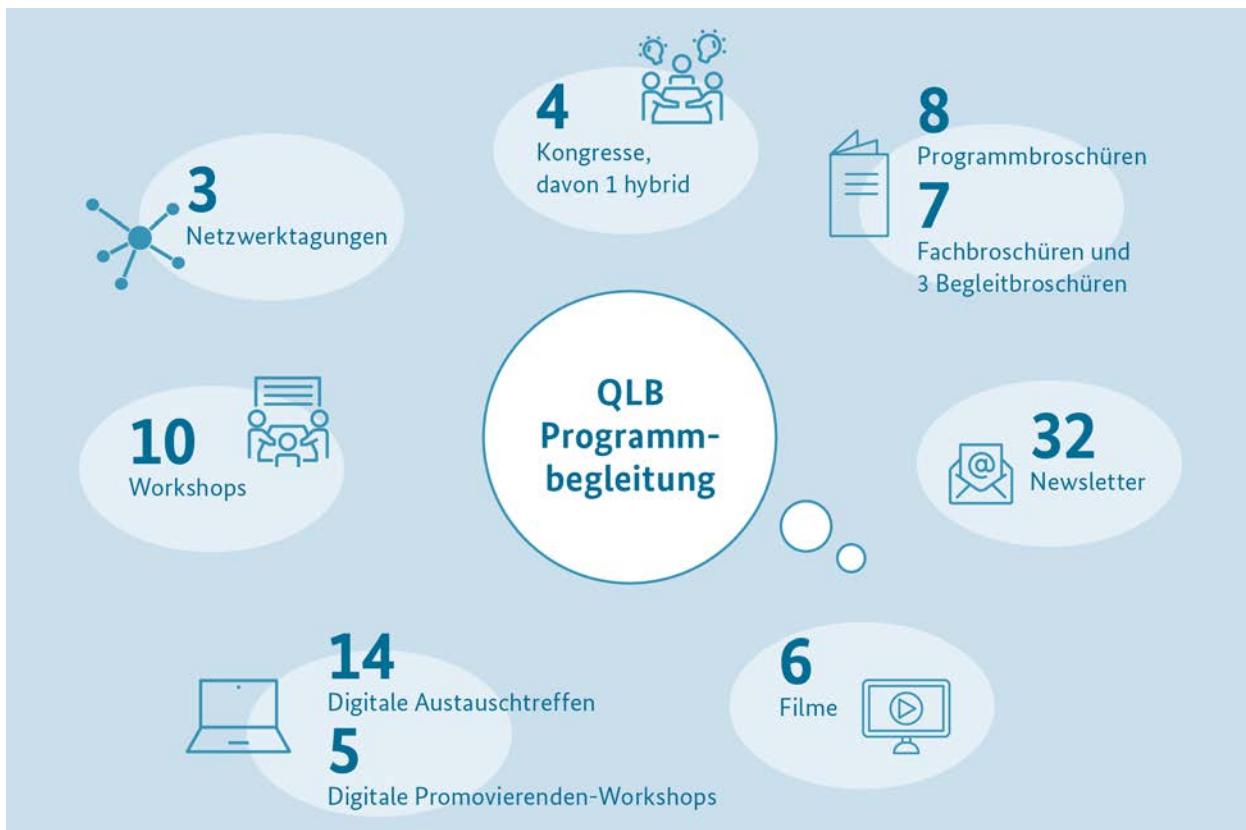 4
Kongresse,
davon 1 hybrid
8
Programmbroschüren
7
Fachbroschüren und
3 Begleitbroschüren
3
Netzwerktagungen
QLB
Programm-
begleitung
10
Workshops
32
Newsletter
14
Digitale Austauschtreffen
5
Digitale Promovierenden-Workshops
6
Filme